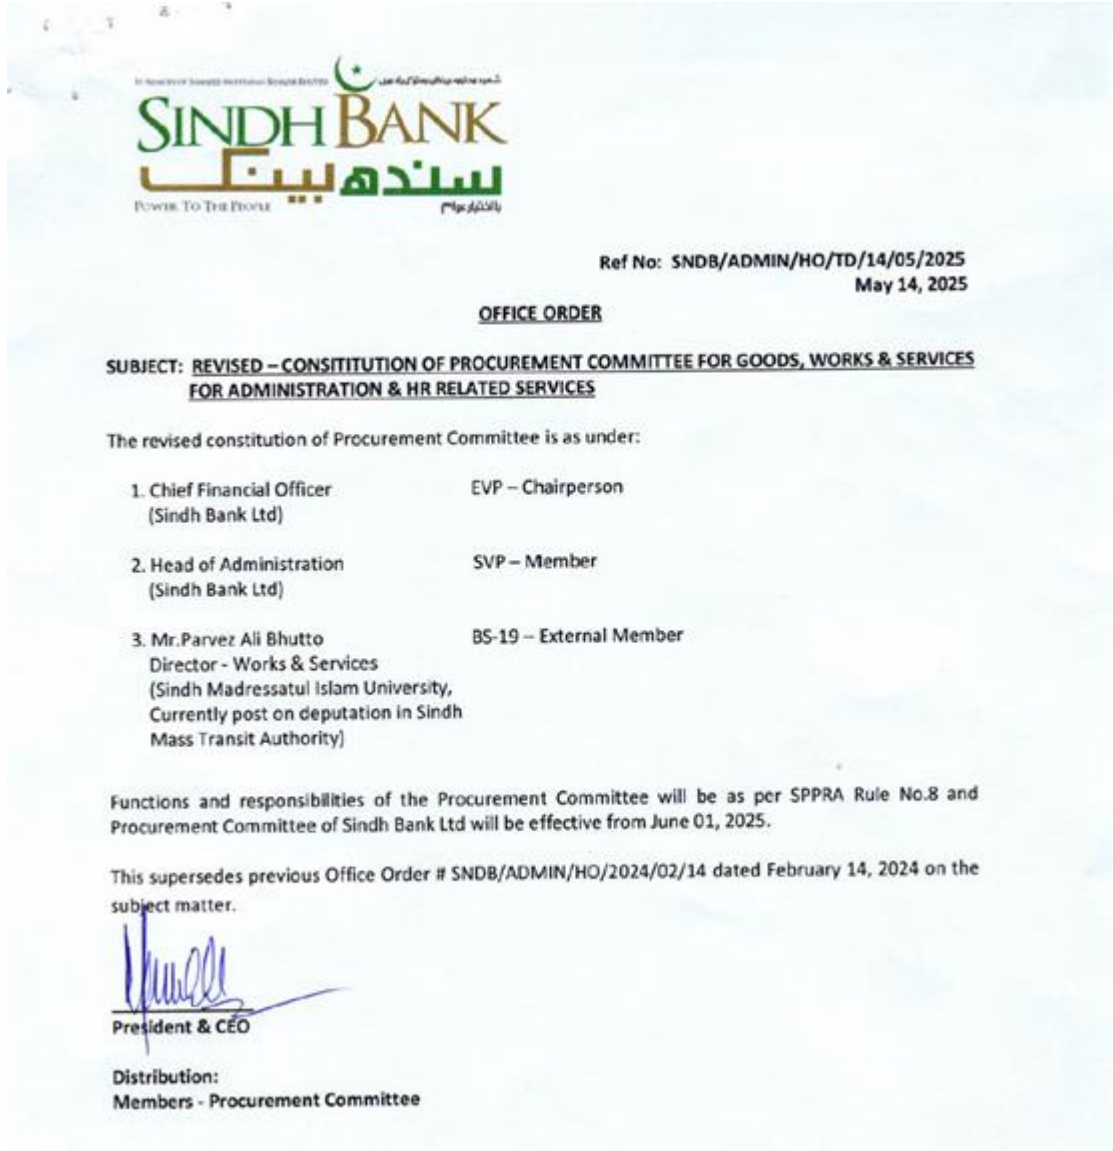 SINDH BANK
سندھ بینک
POWER TO THE PEOPLE
بااختیار عوام
Ref No: SNDB/ADMIN/HO/TD/14/05/2025
May 14, 2025
OFFICE ORDER
SUBJECT: REVISED – CONSITITUTION OF PROCUREMENT COMMITTEE FOR GOODS, WORKS & SERVICES
FOR ADMINISTRATION & HR RELATED SERVICES
The revised constitution of Procurement Committee is as under:
1. Chief Financial Officer EVP – Chairperson
(Sindh Bank Ltd)
2. Head of Administration SVP – Member
(Sindh Bank Ltd)
3. Mr.Parvez Ali Bhutto BS-19 – External Member
Director - Works & Services
(Sindh Madressatul Islam University,
Currently post on deputation in Sindh
Mass Transit Authority)
Functions and responsibilities of the Procurement Committee will be as per SPPRA Rule No.8 and
Procurement Committee of Sindh Bank Ltd will be effective from June 01, 2025.
This supersedes previous Office Order # SNDB/ADMIN/HO/2024/02/14 dated February 14, 2024 on the
subject matter.
President & CEO
Distribution:
Members - Procurement Committee